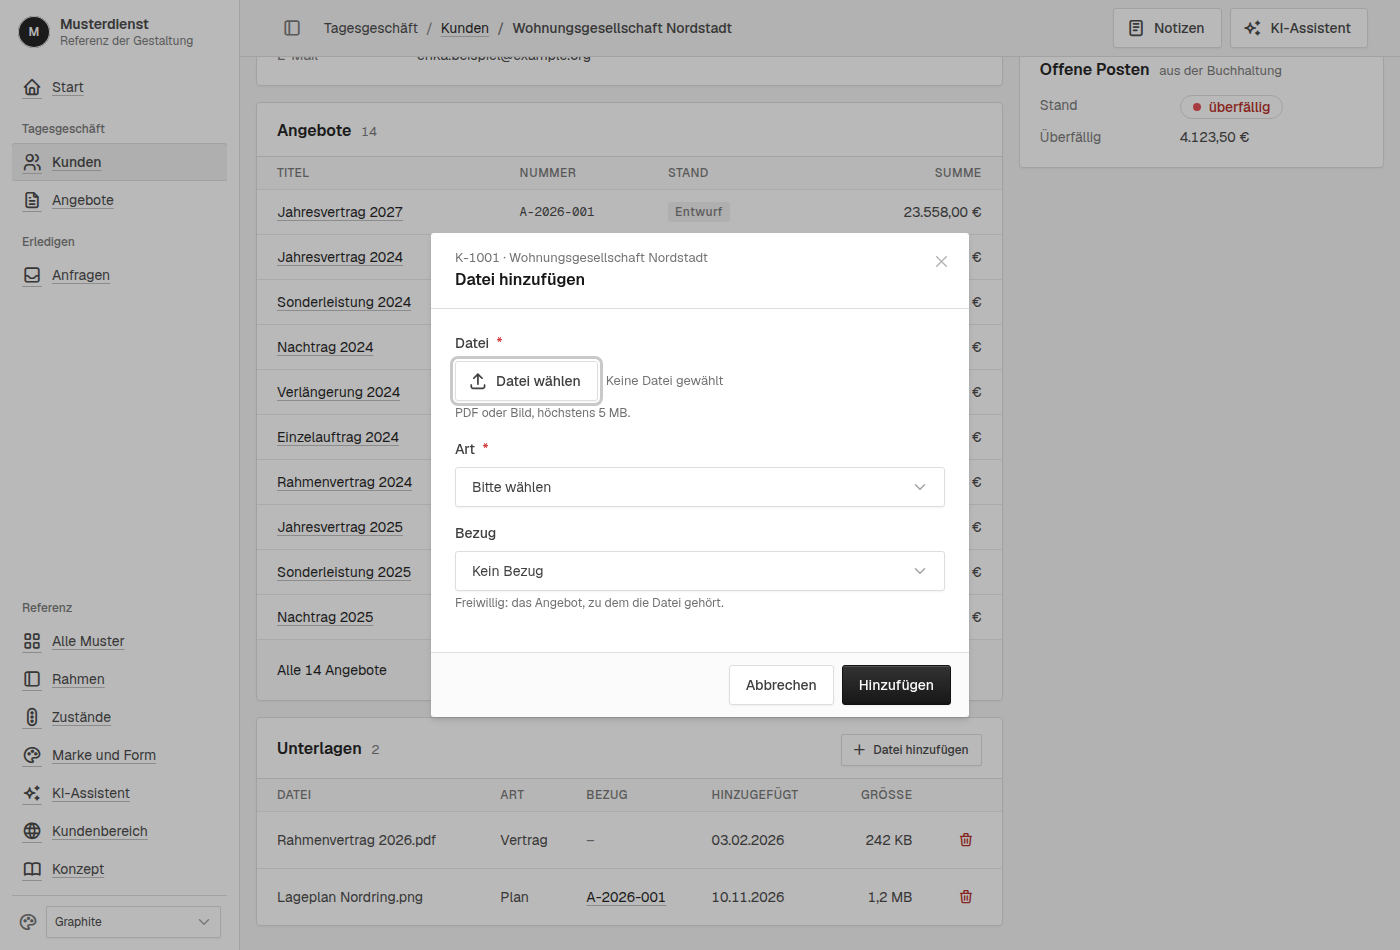 M
Musterdienst
Referenz der Gestaltung
Start
Tagesgeschäft
Kunden
Angebote
Erledigen
Anfragen
Referenz
Alle Muster
Rahmen
Zustände
Marke und Form
KI-Assistent
Kundenbereich
Konzept
Graphite
Tagesgeschäft / Kunden / Wohnungsgesellschaft Nordstadt
Notizen
KI-Assistent
Angebote 14
TITEL NUMMER STAND SUMME
Jahresvertrag 2027 A-2026-001 Entwurf 23.558,00 €
Jahresvertrag 2024 €
Sonderleistung 2024 €
Nachtrag 2024 €
Verlängerung 2024 €
Einzelauftrag 2024 €
Rahmenvertrag 2024 €
Jahresvertrag 2025 €
Sonderleistung 2025 €
Nachtrag 2025 €
Alle 14 Angebote
Offene Posten aus der Buchhaltung
Stand überfällig
Überfällig 4.123,50 €
K-1001 · Wohnungsgesellschaft Nordstadt
Datei hinzufügen
Datei *
Datei wählen Keine Datei gewählt
PDF oder Bild, höchstens 5 MB.
Art *
Bitte wählen
Bezug
Kein Bezug
Freiwillig: das Angebot, zu dem die Datei gehört.
Abbrechen
Hinzufügen
Unterlagen 2
Datei hinzufügen
DATEI ART BEZUG HINZUGEFÜGT GRÖSSE
Rahmenvertrag 2026.pdf Vertrag – 03.02.2026 242 KB
Lageplan Nordring.png Plan A-2026-001 10.11.2026 1,2 MB